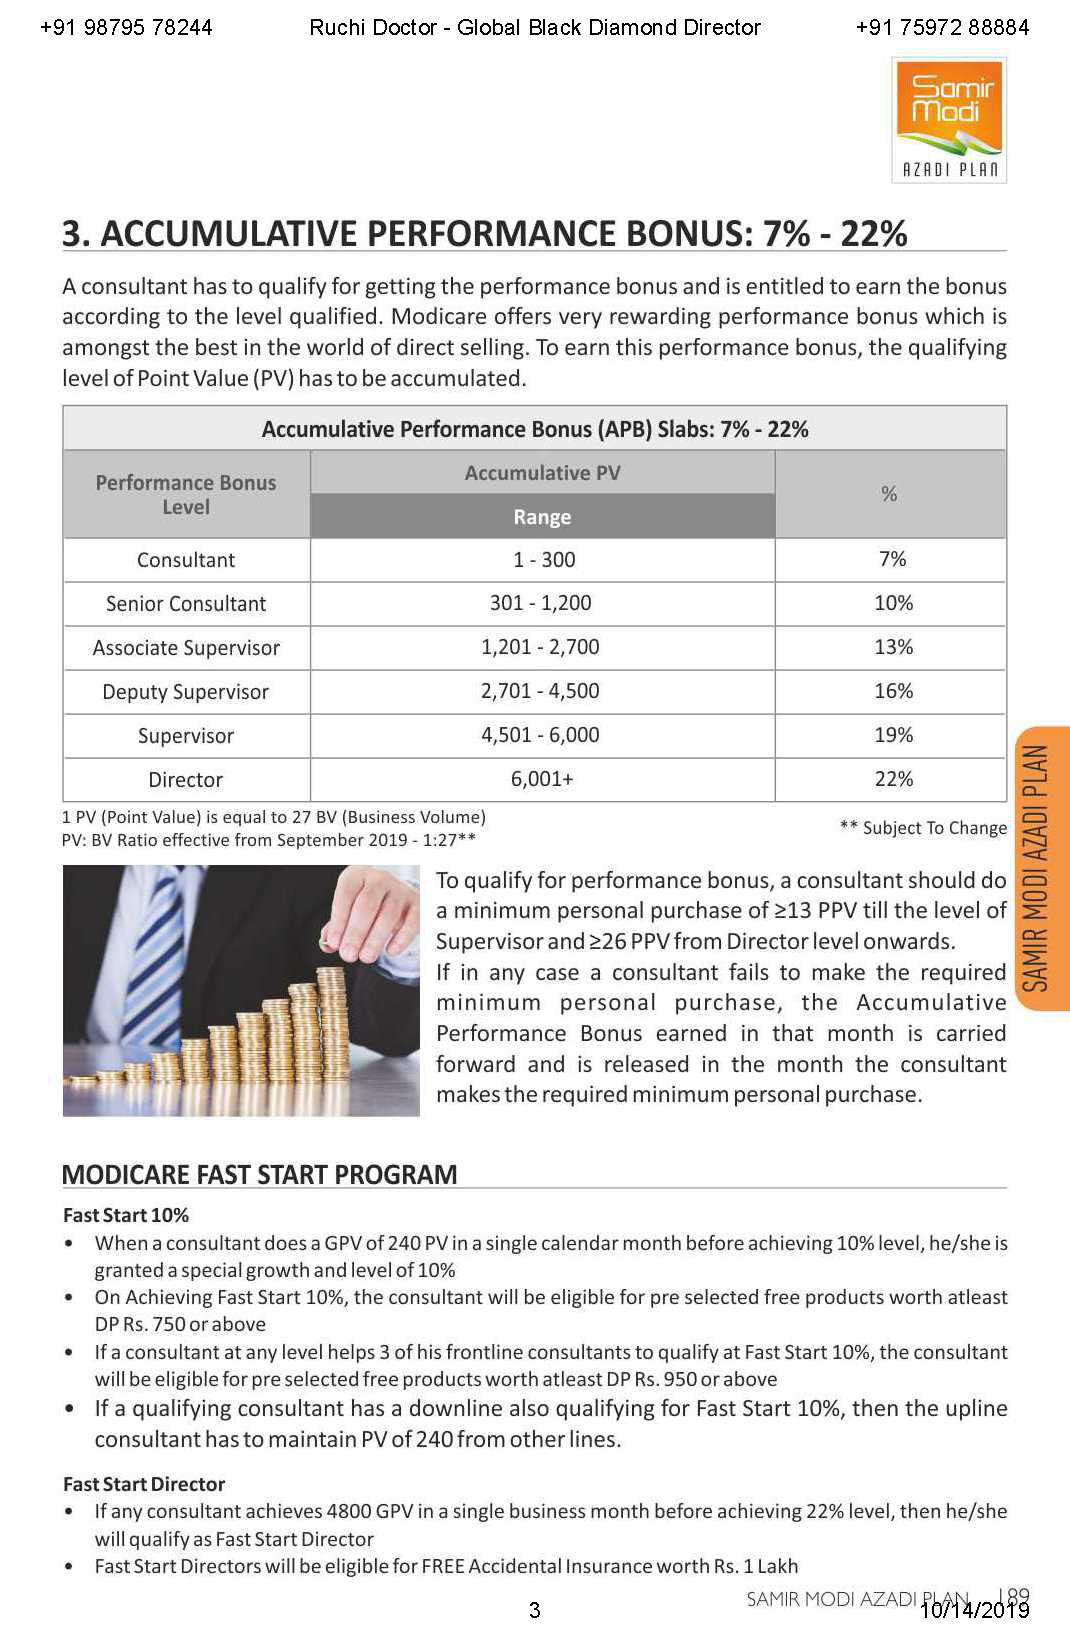 +91 98795 78244 Ruchi Doctor - Global Black Diamond Director +91 75972 88884
Samir
Modi
AZADI PLAN
3. ACCUMULATIVE PERFORMANCE BONUS: 7% - 22%
A consultant has to qualify for getting the performance bonus and is entitled to earn the bonus
according to the level qualified. Modicare offers very rewarding performance bonus which is
amongst the best in the world of direct selling. To earn this performance bonus, the qualifying
level of Point Value (PV) has to be accumulated.
Accumulative Performance Bonus (APB) Slabs: 7% - 22%
Performance Bonus
Level
Accumulative PV
Range
%
Consultant 1 - 300 7%
Senior Consultant 301 - 1,200 10%
Associate Supervisor 1,201 - 2,700 13%
Deputy Supervisor 2,701 - 4,500 16%
Supervisor 4,501 - 6,000 19%
Director 6,001+ 22%
1 PV (Point Value) is equal to 27 BV (Business Volume)
PV: BV Ratio effective from September 2019 - 1:27**
** Subject To Change
To qualify for performance bonus, a consultant should do
a minimum personal purchase of ≥13 PPV till the level of
Supervisor and ≥26 PPV from Director level onwards.
If in any case a consultant fails to make the required
minimum personal purchase, the Accumulative
Performance Bonus earned in that month is carried
forward and is released in the month the consultant
makes the required minimum personal purchase.
SAMIR MODI AZADI PLAN
MODICARE FAST START PROGRAM
Fast Start 10%
• When a consultant does a GPV of 240 PV in a single calendar month before achieving 10% level, he/she is
granted a special growth and level of 10%
• On Achieving Fast Start 10%, the consultant will be eligible for pre selected free products worth atleast
DP Rs. 750 or above
• If a consultant at any level helps 3 of his frontline consultants to qualify at Fast Start 10%, the consultant
will be eligible for pre selected free products worth atleast DP Rs. 950 or above
• If a qualifying consultant has a downline also qualifying for Fast Start 10%, then the upline
consultant has to maintain PV of 240 from other lines.
Fast Start Director
• If any consultant achieves 4800 GPV in a single business month before achieving 22% level, then he/she
will qualify as Fast Start Director
• Fast Start Directors will be eligible for FREE Accidental Insurance worth Rs. 1 Lakh
SAMIR MODI AZADI PLAN | 89
3 10/14/2019